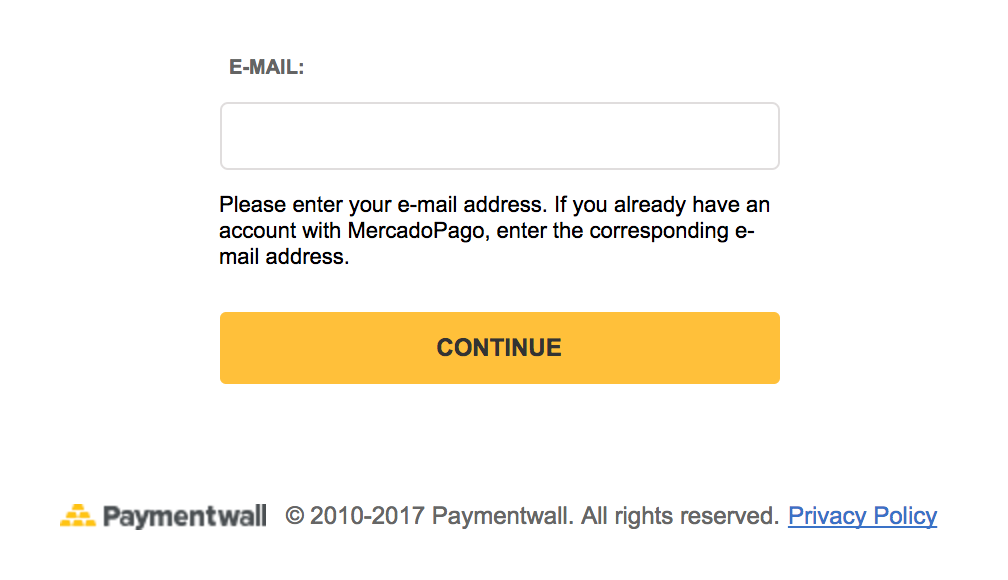 E-MAIL:
Please enter your e-mail address. If you already have an
account with MercadoPago, enter the corresponding e-
mail address.
CONTINUE
Paymentwall © 2010-2017 Paymentwall. All rights reserved. Privacy Policy